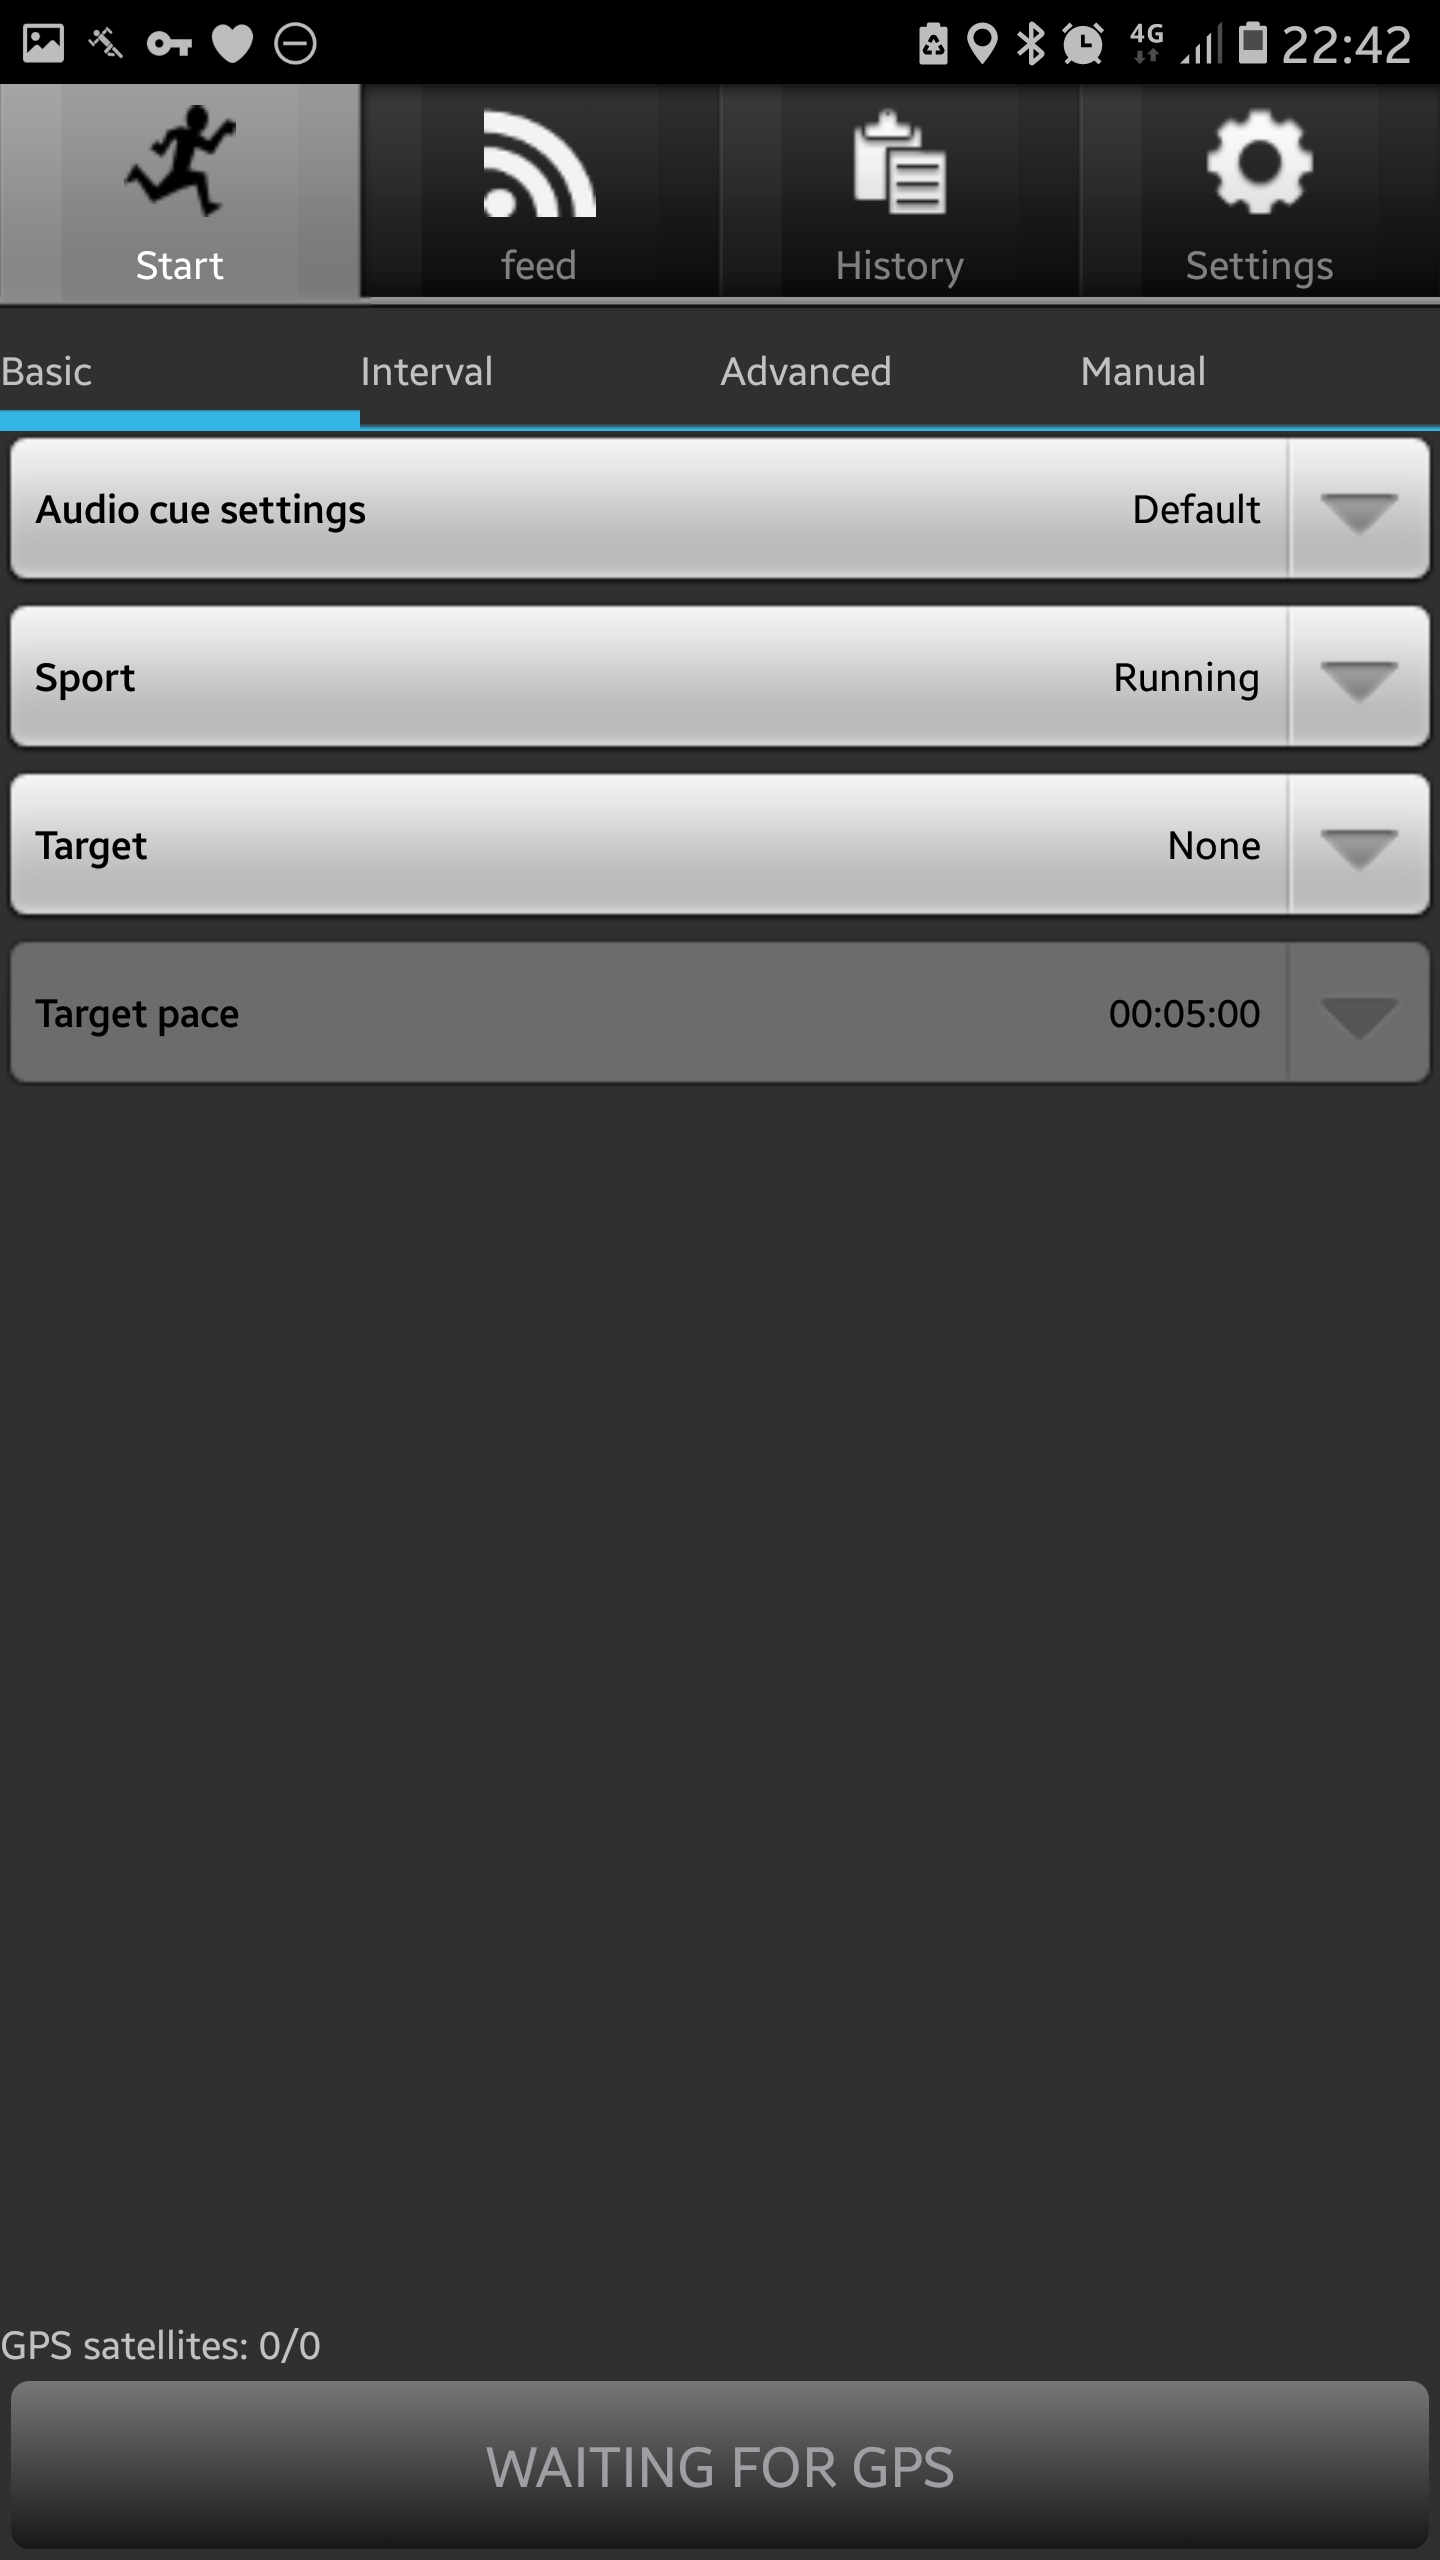 4G 22:42
Start feed History Settings
Basic Interval Advanced Manual
Audio cue settings Default
Sport Running
Target None
Target pace 00:05:00
GPS satellites: 0/0
WAITING FOR GPS